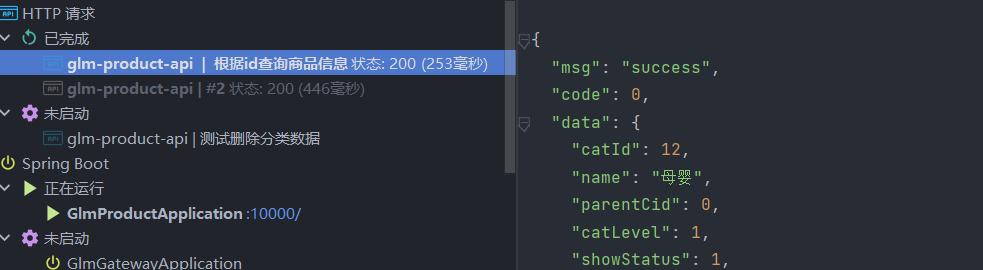 HTTP 请求
已完成
glm-product-api | 根据id查询商品信息 状态: 200 (253毫秒)
glm-product-api | #2 状态: 200 (446毫秒)
未启动
glm-product-api | 测试删除分类数据
Spring Boot
正在运行
GlmProductApplication :10000/
未启动
GlmGatewayApplication
{
"msg": "success",
"code": 0,
"data": {
"catId": 12,
"name": "母婴",
"parentCid": 0,
"catLevel": 1,
"showStatus": 1,